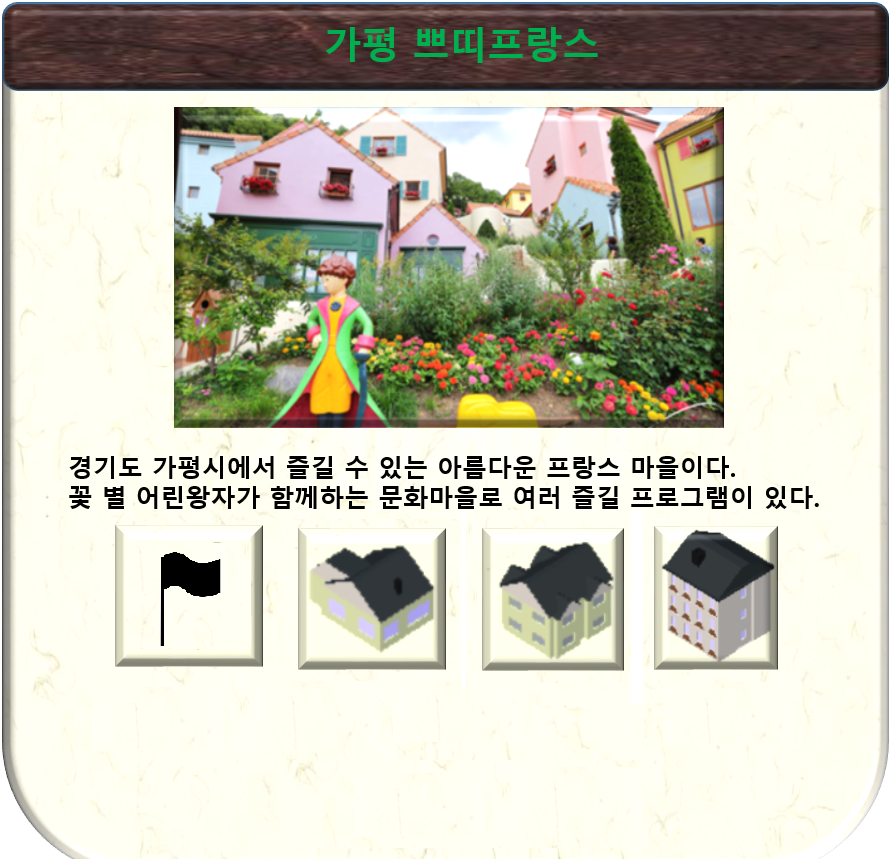 가평 쁘띠프랑스
경기도 가평시에서 즐길 수 있는 아름다운 프랑스 마을이다.
꽃 별 어린왕자가 함께하는 문화마을로 여러 즐길 프로그램이 있다.